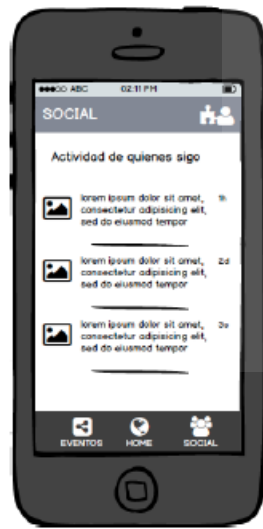 ABC 02:11 PM
SOCIAL
Actividad de quienes sigo
lorem ipsum dolor sit amet, 1h
consectetur adipisicing elit,
sed do eiusmod tempor
lorem ipsum dolor sit amet, 2d
consectetur adipisicing elit,
sed do eiusmod tempor
lorem ipsum dolor sit amet, 3s
consectetur adipisicing elit,
sed do eiusmod tempor
EVENTOS HOME SOCIAL